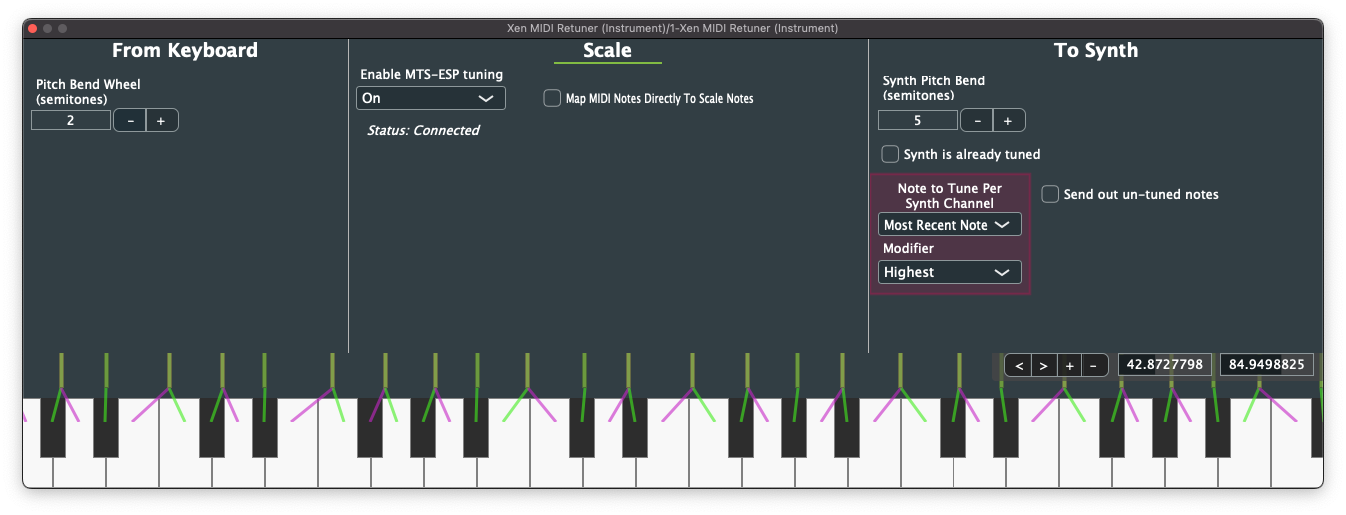 Xen MIDI Retuner (Instrument)/1-Xen MIDI Retuner (Instrument)
From Keyboard
Pitch Bend Wheel
(semitones)
2
-
+
Scale
Enable MTS-ESP tuning
On
Map MIDI Notes Directly To Scale Notes
Status: Connected
To Synth
Synth Pitch Bend
(semitones)
5
-
+
Synth is already tuned
Note to Tune Per
Synth Channel
Most Recent Note
Modifier
Highest
Send out un-tuned notes
<
>
+
-
42.8727798
84.9498825